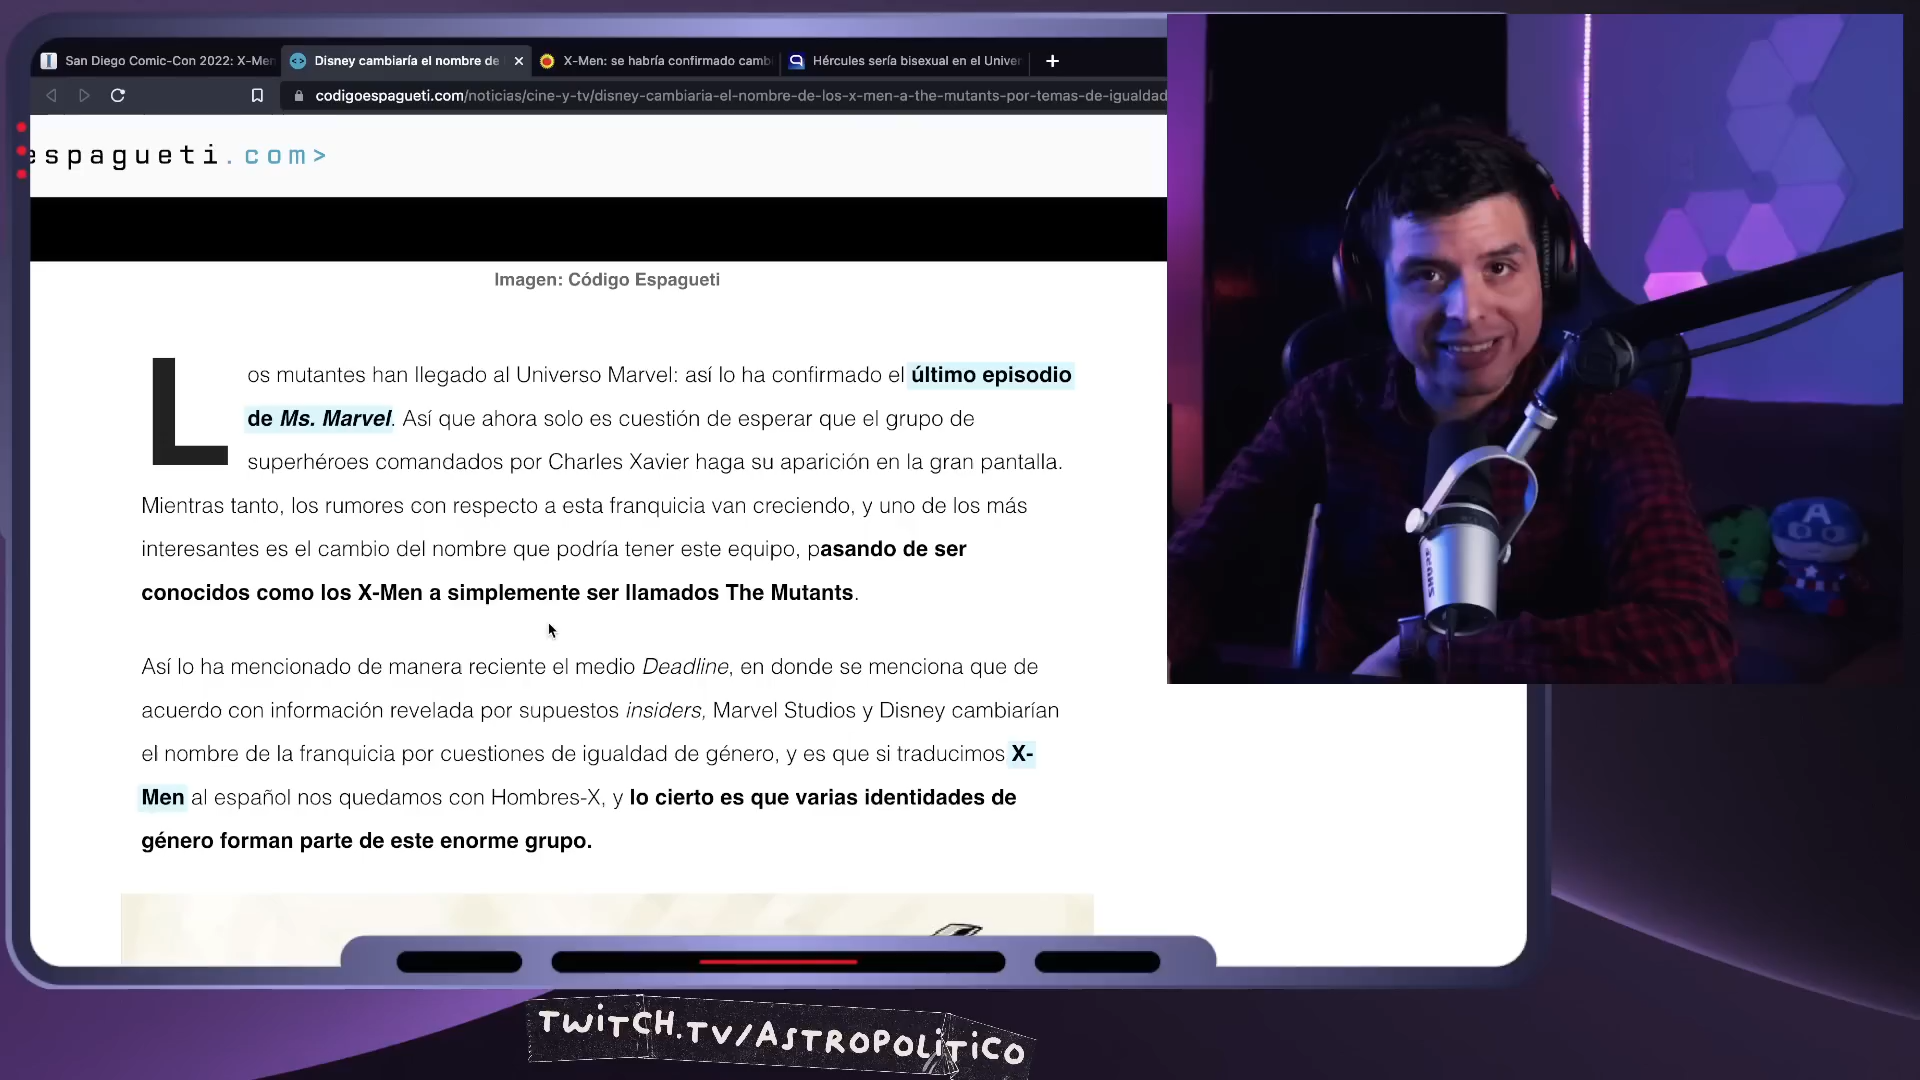 San Diego Comic-Con 2022: X-Men
Disney cambiaría el nombre de
X-Men: se habría confirmado camb
Hércules sería bisexual en el Univer
codigoespagueti.com/noticias/cine-y-tv/disney-cambiaria-el-nombre-de-los-x-men-a-the-mutants-por-temas-de-igualdad
espagueti.com>
Imagen: Código Espagueti
Los mutantes han llegado al Universo Marvel: así lo ha confirmado el último episodio
de Ms. Marvel. Así que ahora solo es cuestión de esperar que el grupo de
superhéroes comandados por Charles Xavier haga su aparición en la gran pantalla.
Mientras tanto, los rumores con respecto a esta franquicia van creciendo, y uno de los más
interesantes es el cambio del nombre que podría tener este equipo, pasando de ser
conocidos como los X-Men a simplemente ser llamados The Mutants.
Así lo ha mencionado de manera reciente el medio Deadline, en donde se menciona que de
acuerdo con información revelada por supuestos insiders, Marvel Studios y Disney cambiarían
el nombre de la franquicia por cuestiones de igualdad de género, y es que si traducimos X-
Men al español nos quedamos con Hombres-X, y lo cierto es que varias identidades de
género forman parte de este enorme grupo.
A
TWITCH.TV/ASTROPOLITICO